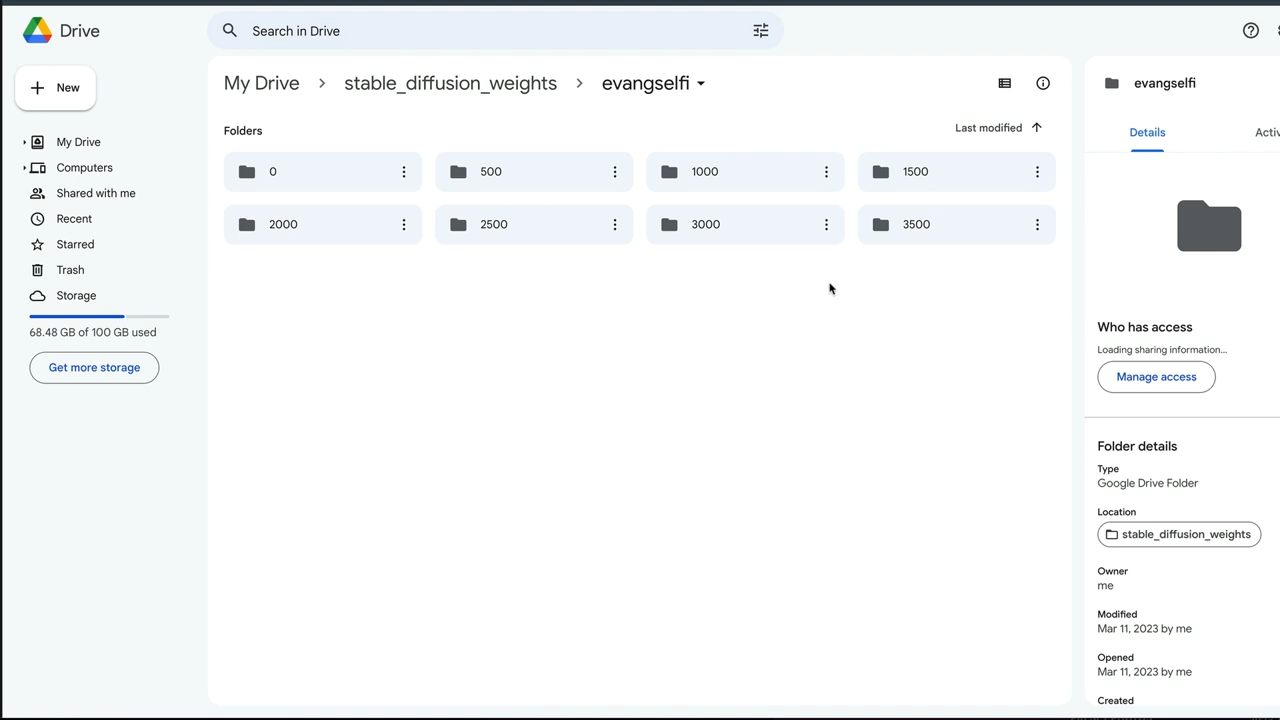 Drive
Search in Drive
New
My Drive
Computers
Shared with me
Recent
Starred
Trash
Storage
68.48 GB of 100 GB used
Get more storage
My Drive > stable_diffusion_weights > evangselfi
Folders
Last modified
0 500 1000 1500
2000 2500 3000 3500
evangselfi
Details Activ
Who has access
Loading sharing information...
Manage access
Folder details
Type
Google Drive Folder
Location
stable_diffusion_weights
Owner
me
Modified
Mar 11, 2023 by me
Opened
Mar 11, 2023 by me
Created